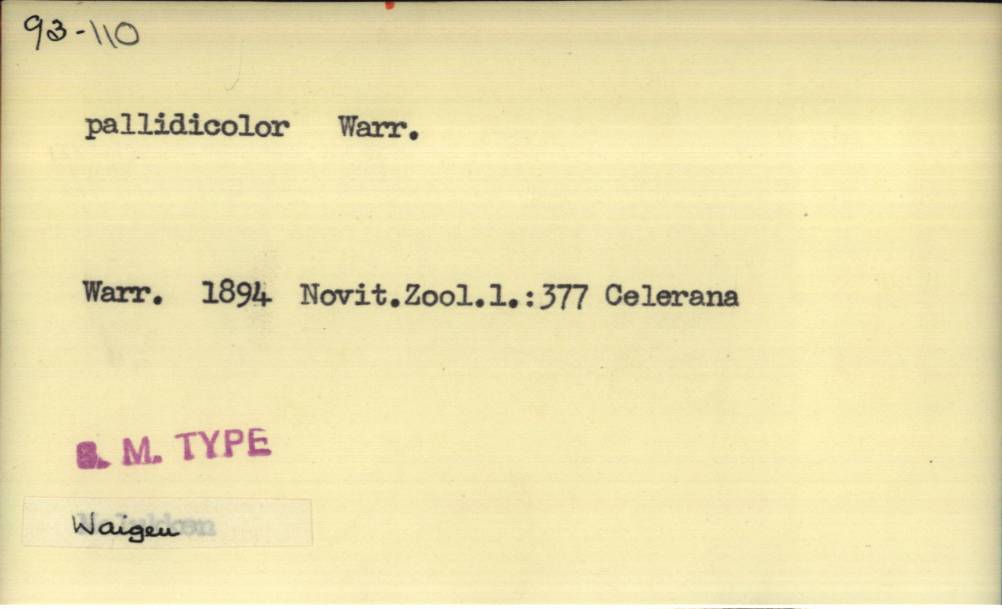 93-110
pallidicolor Warr.
Warr. 1894 Novit.Zool.1.:377 Celerana
B. M. TYPE
Waigeu